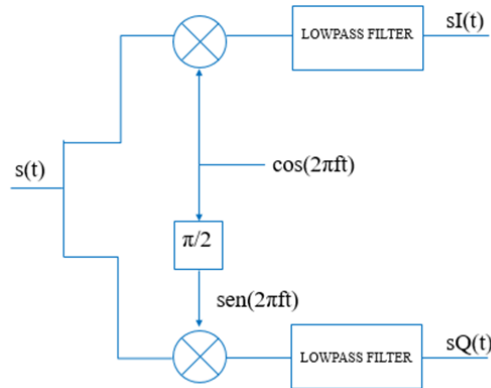 sI(t)
LOWPASS FILTER
s(t)
cos(2πft)
π/2
sen(2πft)
sQ(t)
LOWPASS FILTER